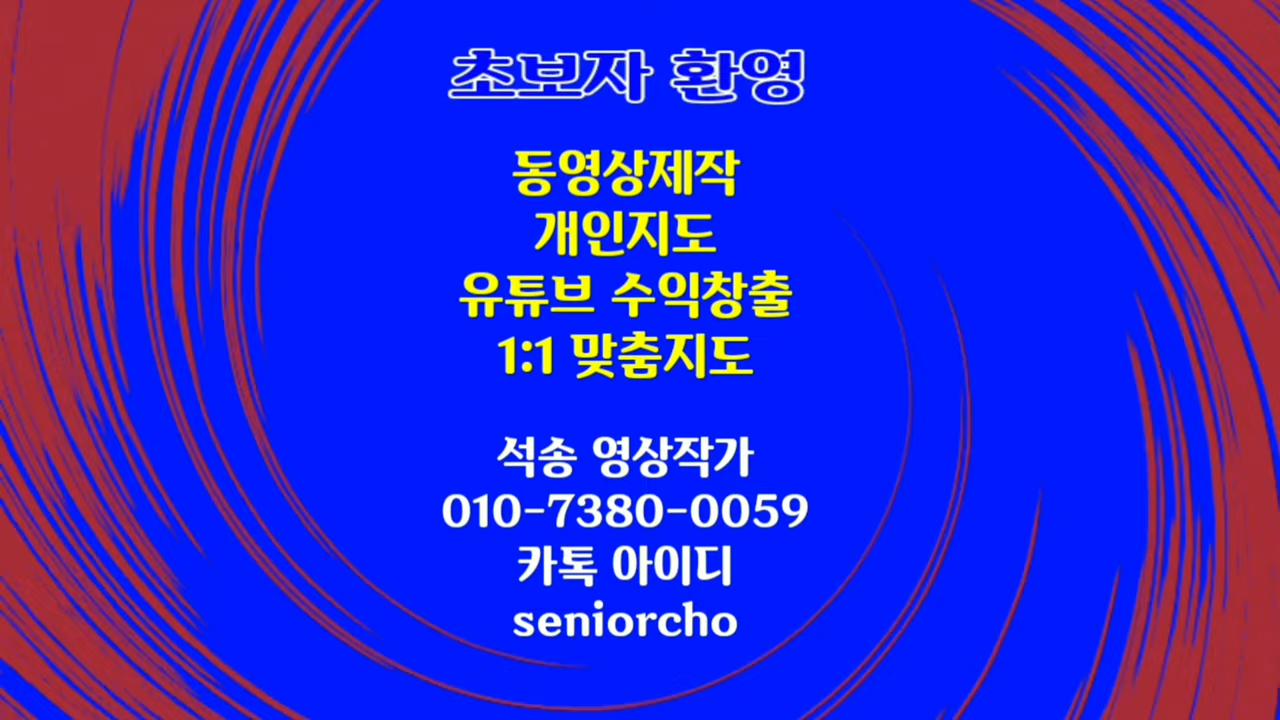 초보자 환영
동영상제작
개인지도
유튜브 수익창출
1:1 맞춤지도
석송 영상작가
010-7380-0059
카톡 아이디
seniorcho